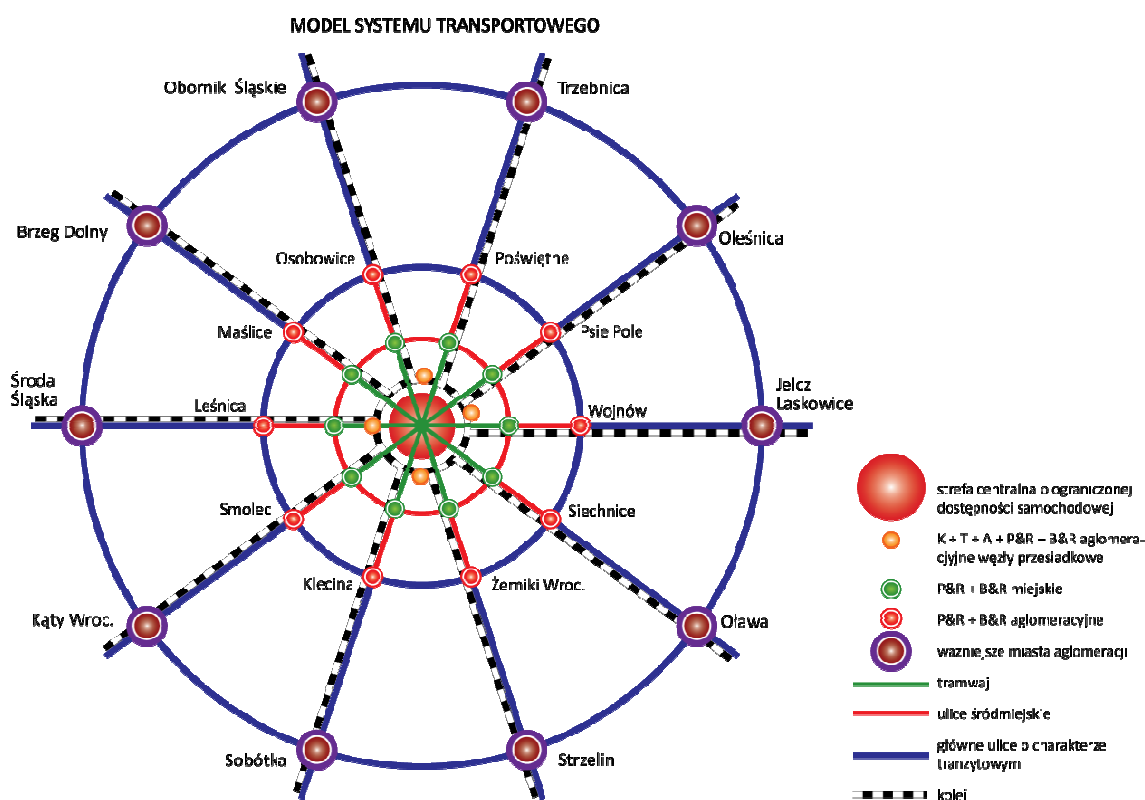 MODEL SYSTEMU TRANSPORTOWEGO
Obornik Śląskie
Trzebnica
Brzeg Dolny
Oleśnica
Osobowice
Poświętne
Maślice
Psie Pole
Środa
Śląska
Leśnica
Wojnów
Jelcz
Laskowice
Smolec
Siechnice
Klecina
Żerniki Wroc.
Kąty Wroc.
Oława
Sobótka
Strzelin
strefa centralna o ograniczonej
dostępności samochodowej
K + T + A + P&R – B&R aglomera-
cyjne węzły przesiadkowe
P&R + B&R miejskie
P&R + B&R aglomeracyjne
ważniejsze miasta aglomeracji
tramwaj
ulice śródmiejskie
główne ulice o charakterze
tranzytowym
kolej